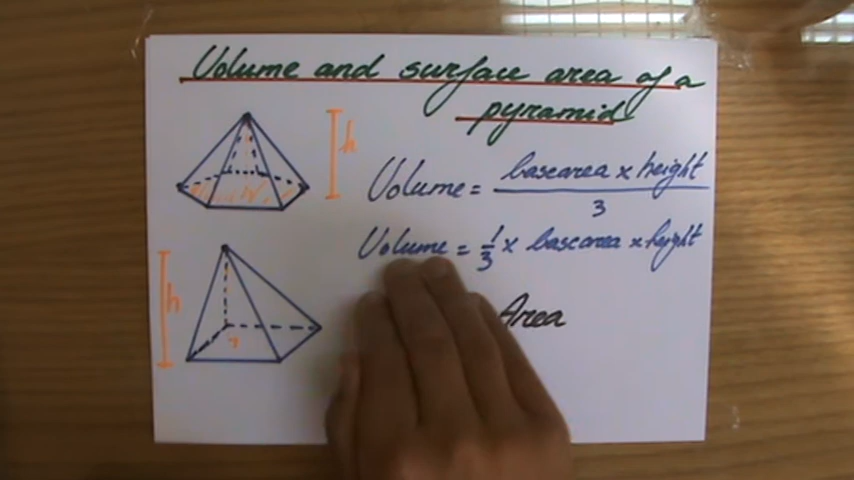 Volume and surface area of a
pyramid
h
Volume = basearea x height
3
Volume = 1/3 x basearea x height
h
Area